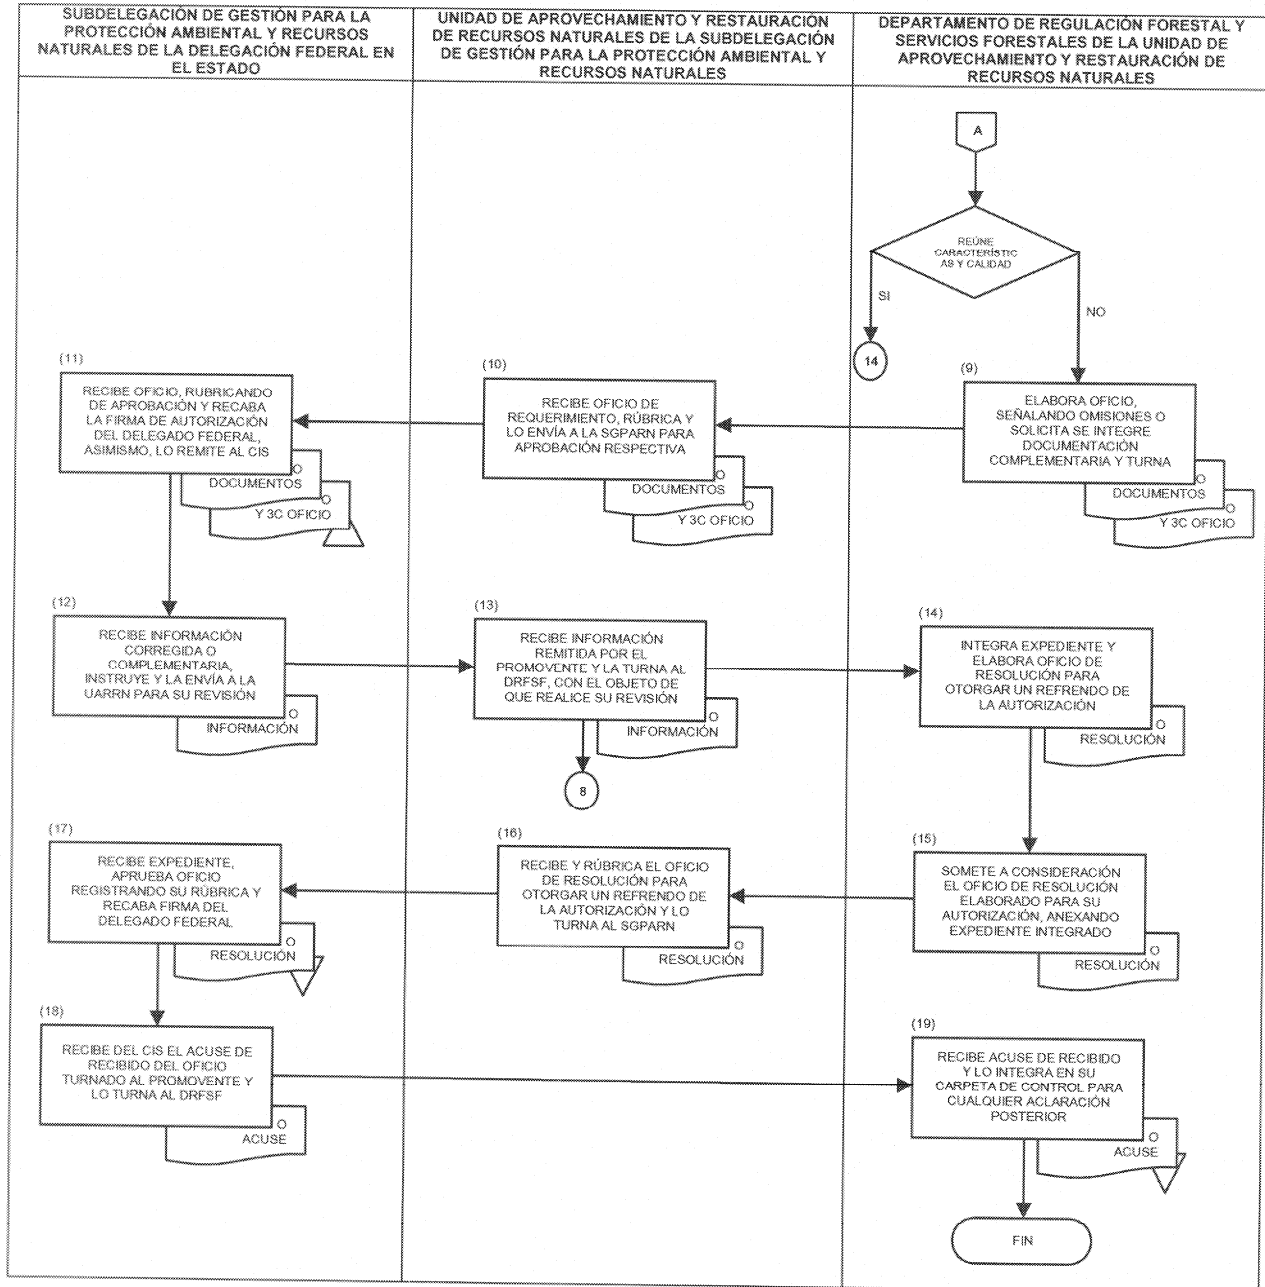 SUBDELEGACIÓN DE GESTIÓN PARA LA
PROTECCIÓN AMBIENTAL Y RECURSOS
NATURALES DE LA DELEGACIÓN FEDERAL EN
EL ESTADO
UNIDAD DE APROVECHAMIENTO Y RESTAURACIÓN
DE RECURSOS NATURALES DE LA SUBDELEGACIÓN
DE GESTIÓN PARA LA PROTECCIÓN AMBIENTAL Y
RECURSOS NATURALES
DEPARTAMENTO DE REGULACIÓN FORESTAL Y
SERVICIOS FORESTALES DE LA UNIDAD DE
APROVECHAMIENTO Y RESTAURACIÓN DE
RECURSOS NATURALES
A
REÚNE
CARACTERÍSTIC
AS Y CALIDAD
SI
NO
14
(9)
ELABORA OFICIO,
SEÑALANDO OMISIONES O
SOLICITA SE INTEGRE
DOCUMENTACIÓN
COMPLEMENTARIA Y TURNA
O
DOCUMENTOS
O
Y 3C OFICIO
(10)
RECIBE OFICIO DE
REQUERIMIENTO, RÚBRICA Y
LO ENVÍA A LA SGPARN PARA
APROBACIÓN RESPECTIVA
O
DOCUMENTOS
O
Y 3C OFICIO
(11)
RECIBE OFICIO, RUBRICANDO
DE APROBACIÓN Y RECABA
LA FIRMA DE AUTORIZACIÓN
DEL DELEGADO FEDERAL,
ASIMISMO, LO REMITE AL CIS
O
DOCUMENTOS
O
Y 3C OFICIO
(12)
RECIBE INFORMACIÓN
CORREGIDA O
COMPLEMENTARIA,
INSTRUYE Y LA ENVÍA A LA
UARRN PARA SU REVISIÓN
O
INFORMACIÓN
(13)
RECIBE INFORMACIÓN
REMITIDA POR EL
PROMOVENTE Y LA TURNA AL
DRFSF, CON EL OBJETO DE
QUE REALICE SU REVISIÓN
O
INFORMACIÓN
8
(14)
INTEGRA EXPEDIENTE Y
ELABORA OFICIO DE
RESOLUCIÓN PARA
OTORGAR UN REFRENDO DE
LA AUTORIZACIÓN
O
RESOLUCIÓN
(15)
SOMETE A CONSIDERACIÓN
EL OFICIO DE RESOLUCIÓN
ELABORADO PARA SU
AUTORIZACIÓN, ANEXANDO
EXPEDIENTE INTEGRADO
O
RESOLUCIÓN
(16)
RECIBE Y RÚBRICA EL OFICIO
DE RESOLUCIÓN PARA
OTORGAR UN REFRENDO DE
LA AUTORIZACIÓN Y LO
TURNA AL SGPARN
O
RESOLUCIÓN
(17)
RECIBE EXPEDIENTE,
APRUEBA OFICIO
REGISTRANDO SU RÚBRICA Y
RECABA FIRMA DEL
DELEGADO FEDERAL
O
RESOLUCIÓN
(18)
RECIBE DEL CIS EL ACUSE DE
RECIBIDO DEL OFICIO
TURNADO AL PROMOVENTE Y
LO TURNA AL DRFSF
O
ACUSE
(19)
RECIBE ACUSE DE RECIBIDO
Y LO INTEGRA EN SU
CARPETA DE CONTROL PARA
CUALQUIER ACLARACIÓN
POSTERIOR
O
ACUSE
FIN